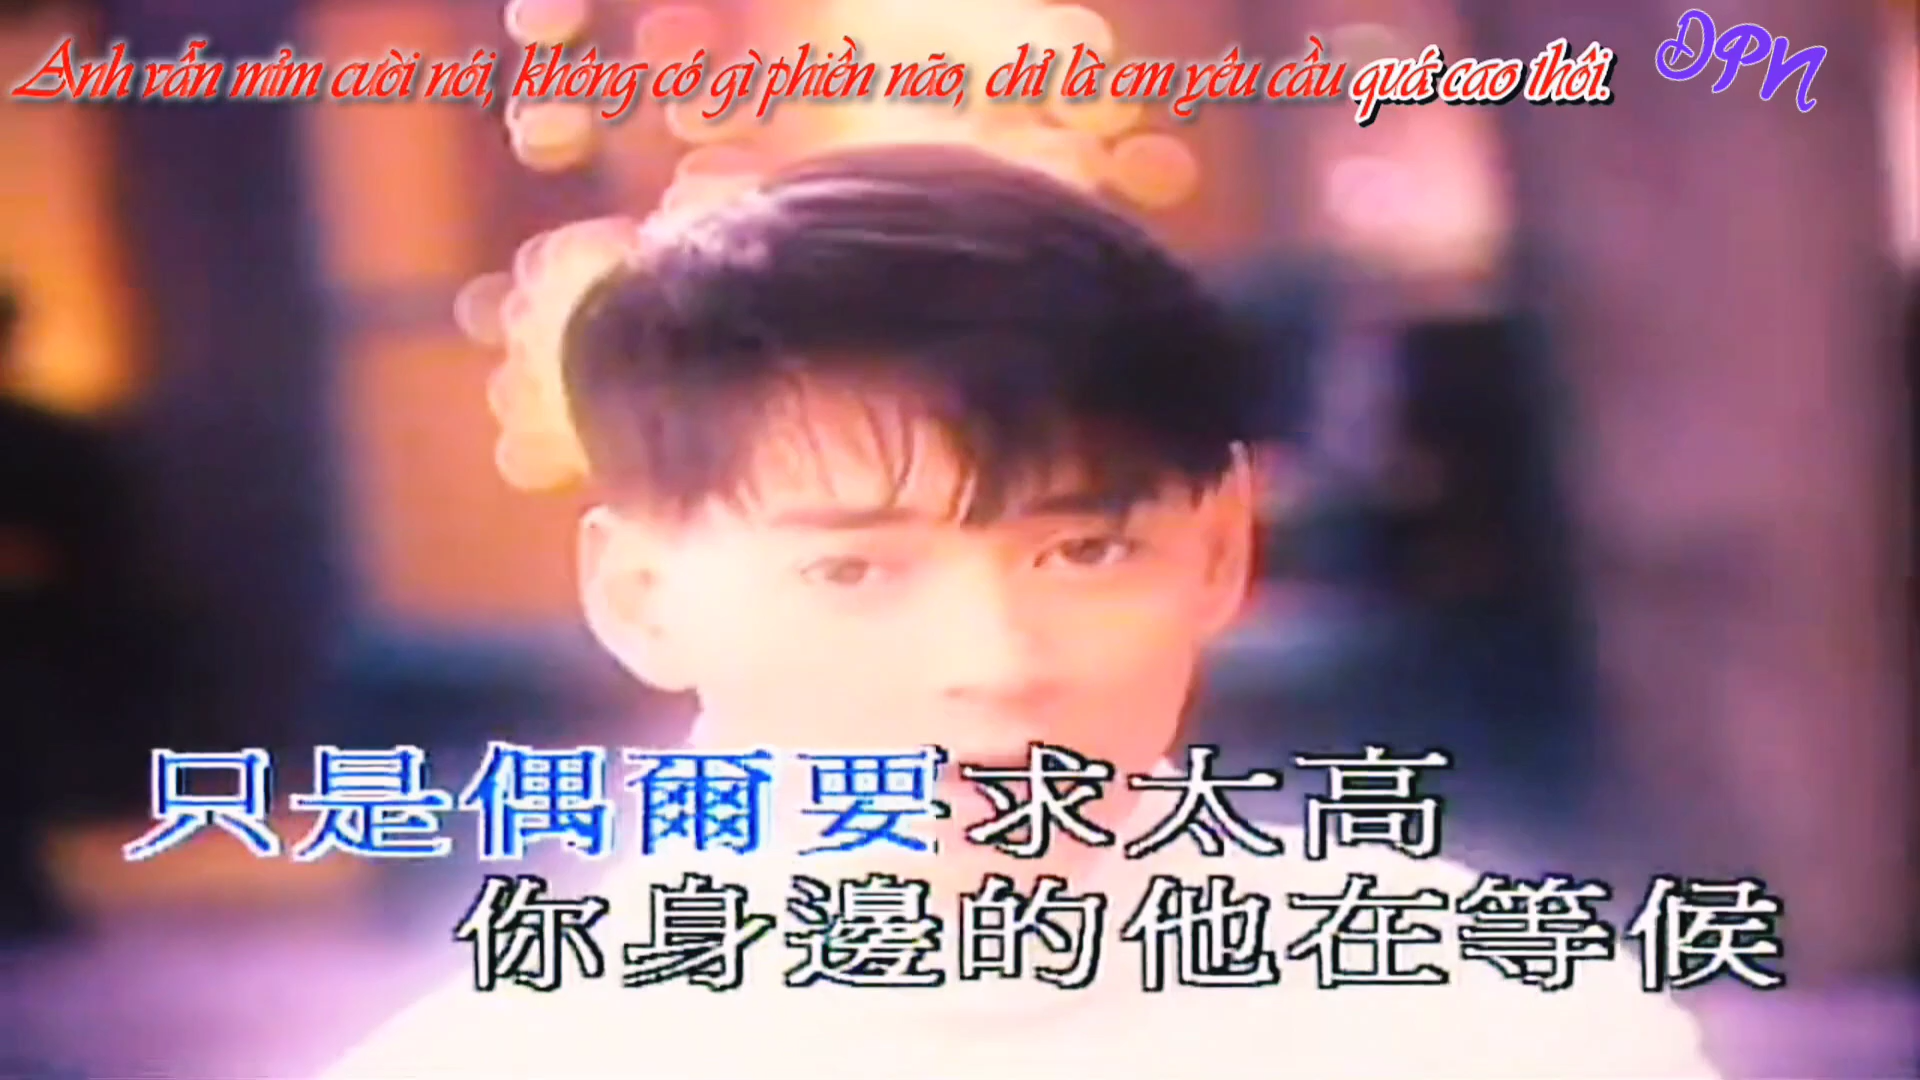 Anh vẫn mỉm cười nói, không có gì phiền não, chỉ là em yêu cầu quá cao thôi.
DPN
只是偶爾要求太高
你身邊的他在等候